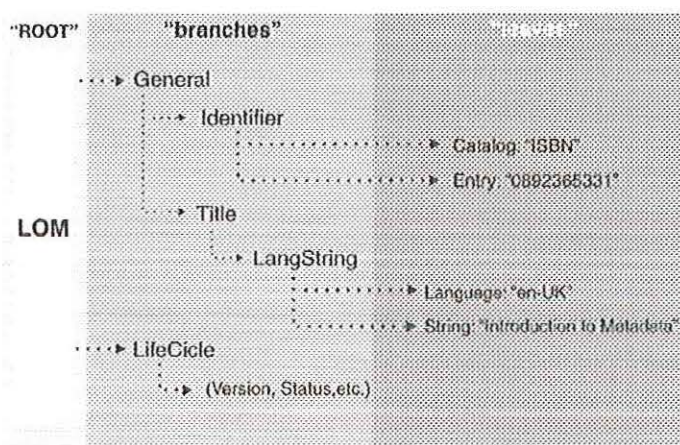 "ROOT" "branches" "leaves"
General
Identifier
Catalog: "ISBN"
Entry: "0892365331"
Title
LOM
LangString
Language: "en-UK"
String: "Introduction to Metadata"
LifeCicle
(Version, Status,etc.)